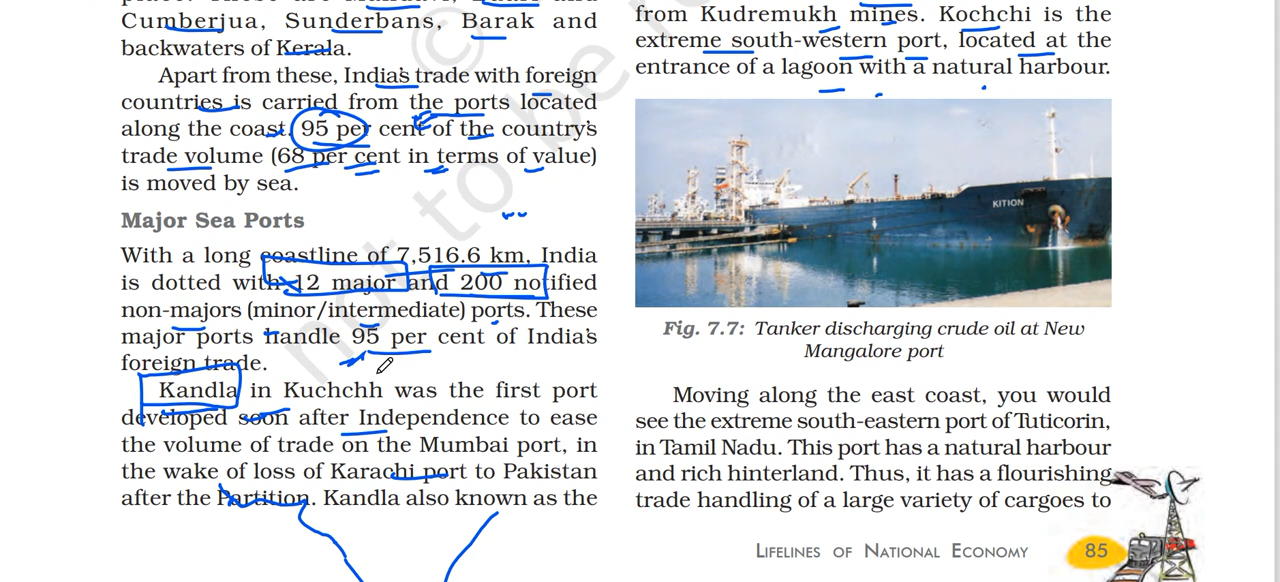 Cumberjua, Sunderbans, Barak and
backwaters of Kerala.
Apart from these, India's trade with foreign
countries is carried from the ports located
along the coast. 95 per cent of the country's
trade volume (68 per cent in terms of value)
is moved by sea.
Major Sea Ports
With a long coastline of 7,516.6 km, India
is dotted with 12 major and 200 notified
non-majors (minor/intermediate) ports. These
major ports handle 95 per cent of India's
foreign trade.
Kandla in Kuchchh was the first port
developed soon after Independence to ease
the volume of trade on the Mumbai port, in
the wake of loss of Karachi port to Pakistan
after the Partition. Kandla also known as the
from Kudremukh mines. Kochchi is the
extreme south-western port, located at the
entrance of a lagoon with a natural harbour.
KITION
Fig. 7.7: Tanker discharging crude oil at New
Mangalore port
Moving along the east coast, you would
see the extreme south-eastern port of Tuticorin,
in Tamil Nadu. This port has a natural harbour
and rich hinterland. Thus, it has a flourishing
trade handling of a large variety of cargoes to
LIFELINES OF NATIONAL ECONOMY 85
© not to be